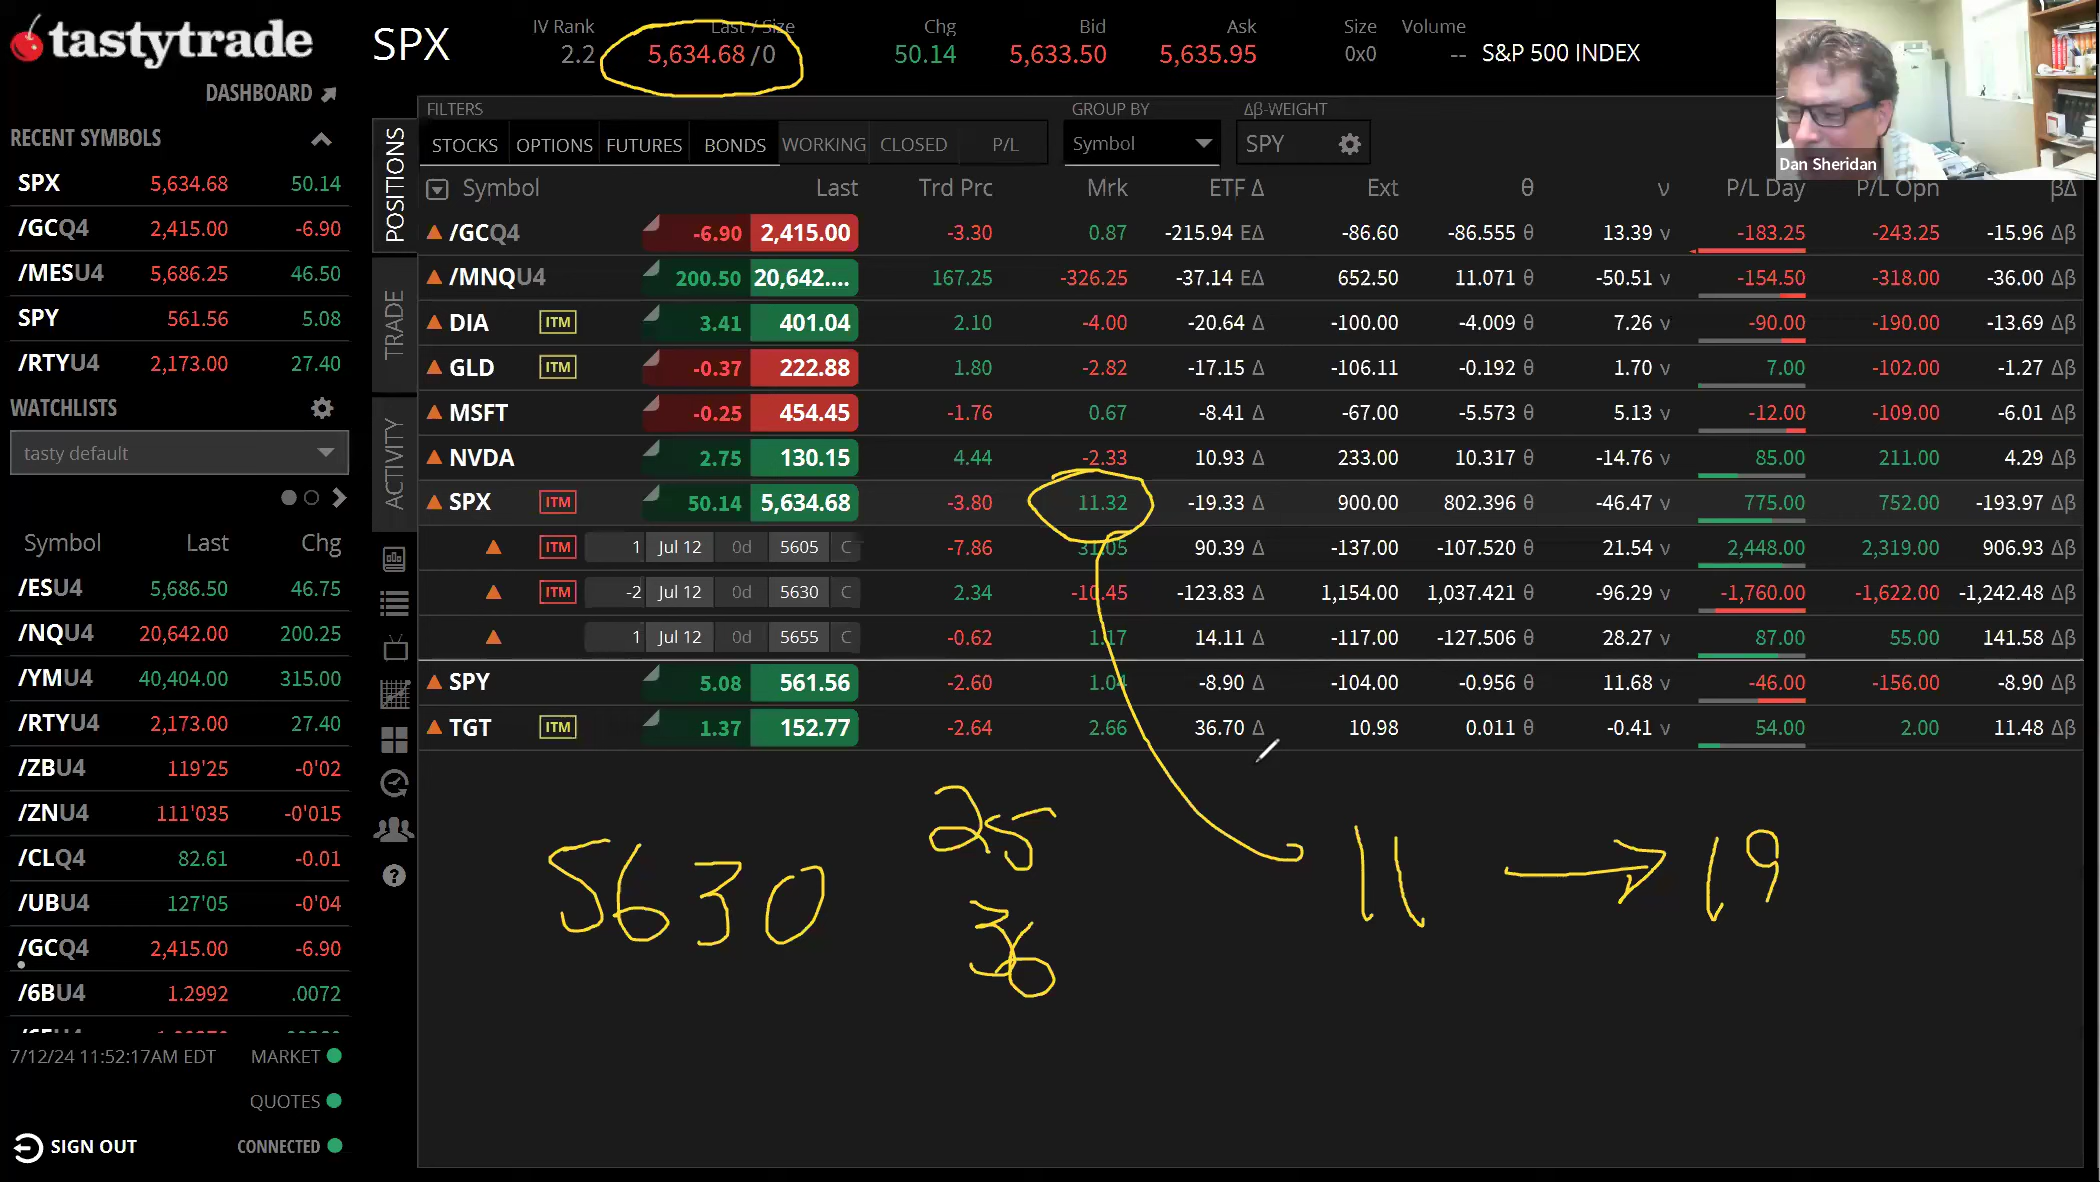 tastytrade
DASHBOARD
SPX
IV Rank Last / Size Chg Bid Ask Size Volume
2.2 5,634.68 /0 50.14 5,633.50 5,635.95 0x0 -- S&P 500 INDEX
Dan Sheridan
RECENT SYMBOLS
SPX 5,634.68 50.14
/GCQ4 2,415.00 -6.90
/MESU4 5,686.25 46.50
SPY 561.56 5.08
/RTYU4 2,173.00 27.40
WATCHLISTS
tasty default
Symbol Last Chg
/ESU4 5,686.50 46.75
/NQU4 20,642.00 200.25
/YMU4 40,404.00 315.00
/RTYU4 2,173.00 27.40
/ZBU4 119'25 -0'02
/ZNU4 111'035 -0'015
/CLQ4 82.61 -0.01
/UBU4 127'05 -0'04
/GCQ4 2,415.00 -6.90
/6BU4 1.2992 .0072
7/12/24 11:52:17AM EDT MARKET
QUOTES
SIGN OUT CONNECTED
POSITIONS
TRADE
ACTIVITY
FILTERS GROUP BY Δβ-WEIGHT
STOCKS OPTIONS FUTURES BONDS WORKING CLOSED P/L Symbol SPY
Symbol Last Trd Prc Mrk ETF Δ Ext θ ν P/L Day P/L Opn βΔ
/GCQ4 -6.90 2,415.00 -3.30 0.87 -215.94 EΔ -86.60 -86.555 θ 13.39 ν -183.25 -243.25 -15.96 Δβ
/MNQU4 200.50 20,642.... 167.25 -326.25 -37.14 EΔ 652.50 11.071 θ -50.51 ν -154.50 -318.00 -36.00 Δβ
DIA ITM 3.41 401.04 2.10 -4.00 -20.64 Δ -100.00 -4.009 θ 7.26 ν -90.00 -190.00 -13.69 Δβ
GLD ITM -0.37 222.88 1.80 -2.82 -17.15 Δ -106.11 -0.192 θ 1.70 ν 7.00 -102.00 -1.27 Δβ
MSFT -0.25 454.45 -1.76 0.67 -8.41 Δ -67.00 -5.573 θ 5.13 ν -12.00 -109.00 -6.01 Δβ
NVDA 2.75 130.15 4.44 -2.33 10.93 Δ 233.00 10.317 θ -14.76 ν 85.00 211.00 4.29 Δβ
SPX ITM 50.14 5,634.68 -3.80 11.32 -19.33 Δ 900.00 802.396 θ -46.47 ν 775.00 752.00 -193.97 Δβ
ITM 1 Jul 12 0d 5605 C -7.86 31.05 90.39 Δ -137.00 -107.520 θ 21.54 ν 2,448.00 2,319.00 906.93 Δβ
ITM -2 Jul 12 0d 5630 C 2.34 -10.45 -123.83 Δ 1,154.00 1,037.421 θ -96.29 ν -1,760.00 -1,622.00 -1,242.48 Δβ
1 Jul 12 0d 5655 C -0.62 1.17 14.11 Δ -117.00 -127.506 θ 28.27 ν 87.00 55.00 141.58 Δβ
SPY 5.08 561.56 -2.60 1.04 -8.90 Δ -104.00 -0.956 θ 11.68 ν -46.00 -156.00 -8.90 Δβ
TGT ITM 1.37 152.77 -2.64 2.66 36.70 Δ 10.98 0.011 θ -0.41 ν 54.00 2.00 11.48 Δβ
25
5630 11 19
36